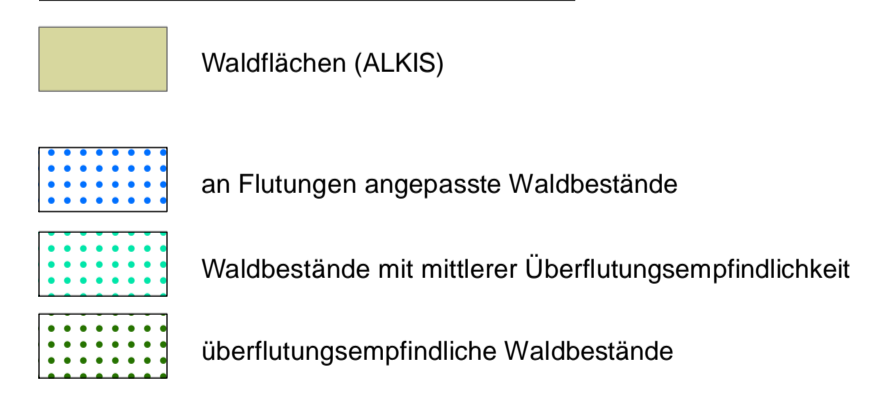 Waldflächen (ALKIS)
an Flutungen angepasste Waldbestände
Waldbestände mit mittlerer Überflutungsempfindlichkeit
überflutungsempfindliche Waldbestände